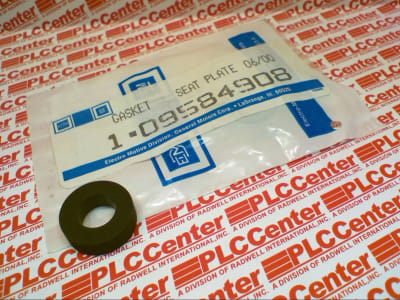 GASKET SEAT PLATE 06/00
1-09584908
Electro Motive Division, General Motors Corp. • LaGrange, Ill. 60525
PLCCenter
A DIVISION OF RADWELL INTERNATIONAL, INC.